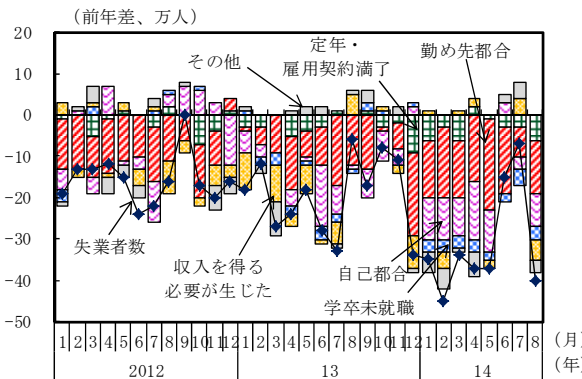 （前年差、万人）
20
10
0
-10
-20
-30
-40
-50
その他
定年・
雇用契約満了
勤め先都合
失業者数
収入を得る
必要が生じた
自己都合
学卒未就職
1 2 3 4 5 6 7 8 9 10 11 12 1 2 3 4 5 6 7 8 9 10 11 12 1 2 3 4 5 6 7 8 （月）
2012 13 14 （年）